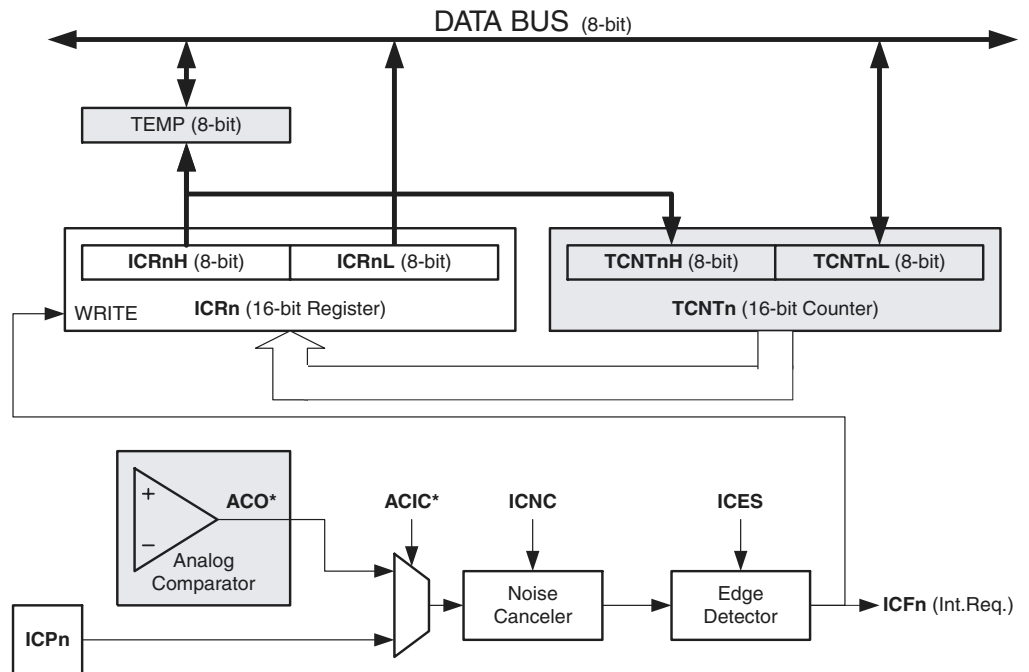 DATA BUS (8-bit)
TEMP (8-bit)
ICRnH (8-bit) ICRnL (8-bit)
TCNTnH (8-bit) TCNTnL (8-bit)
WRITE
ICRn (16-bit Register)
TCNTn (16-bit Counter)
+
−
ACO*
Analog
Comparator
ACIC*
ICNC
ICES
Noise
Canceler
Edge
Detector
ICFn (Int.Req.)
ICPn